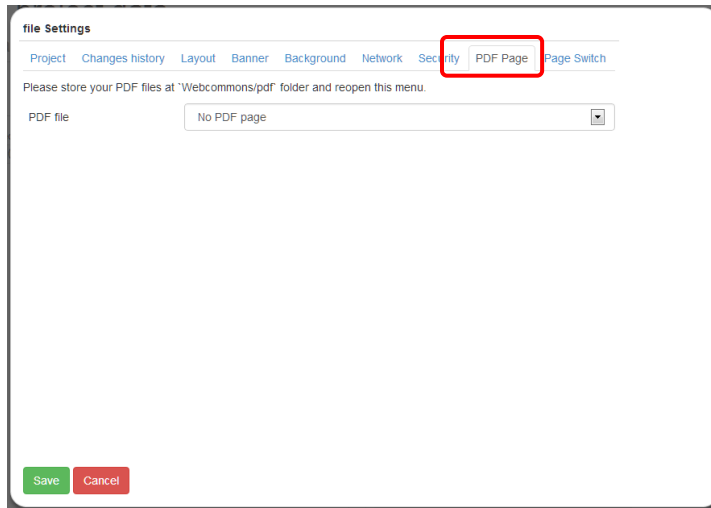 file Settings
Project Changes history Layout Banner Background Network Security PDF Page Page Switch
Please store your PDF files at `Webcommons/pdf` folder and reopen this menu.
PDF file No PDF page
Save Cancel